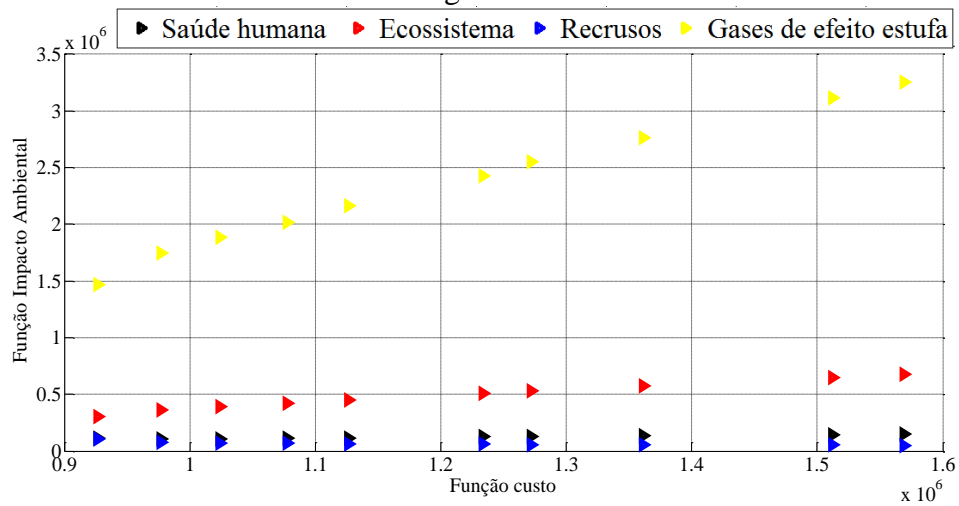 x 10^6
Saúde humana Ecossistema Recrusos Gases de efeito estufa
3.5
3
2.5
2
1.5
1
0.5
0
Função Impacto Ambiental
0.9 1 1.1 1.2 1.3 1.4 1.5 1.6
Função custo
x 10^6